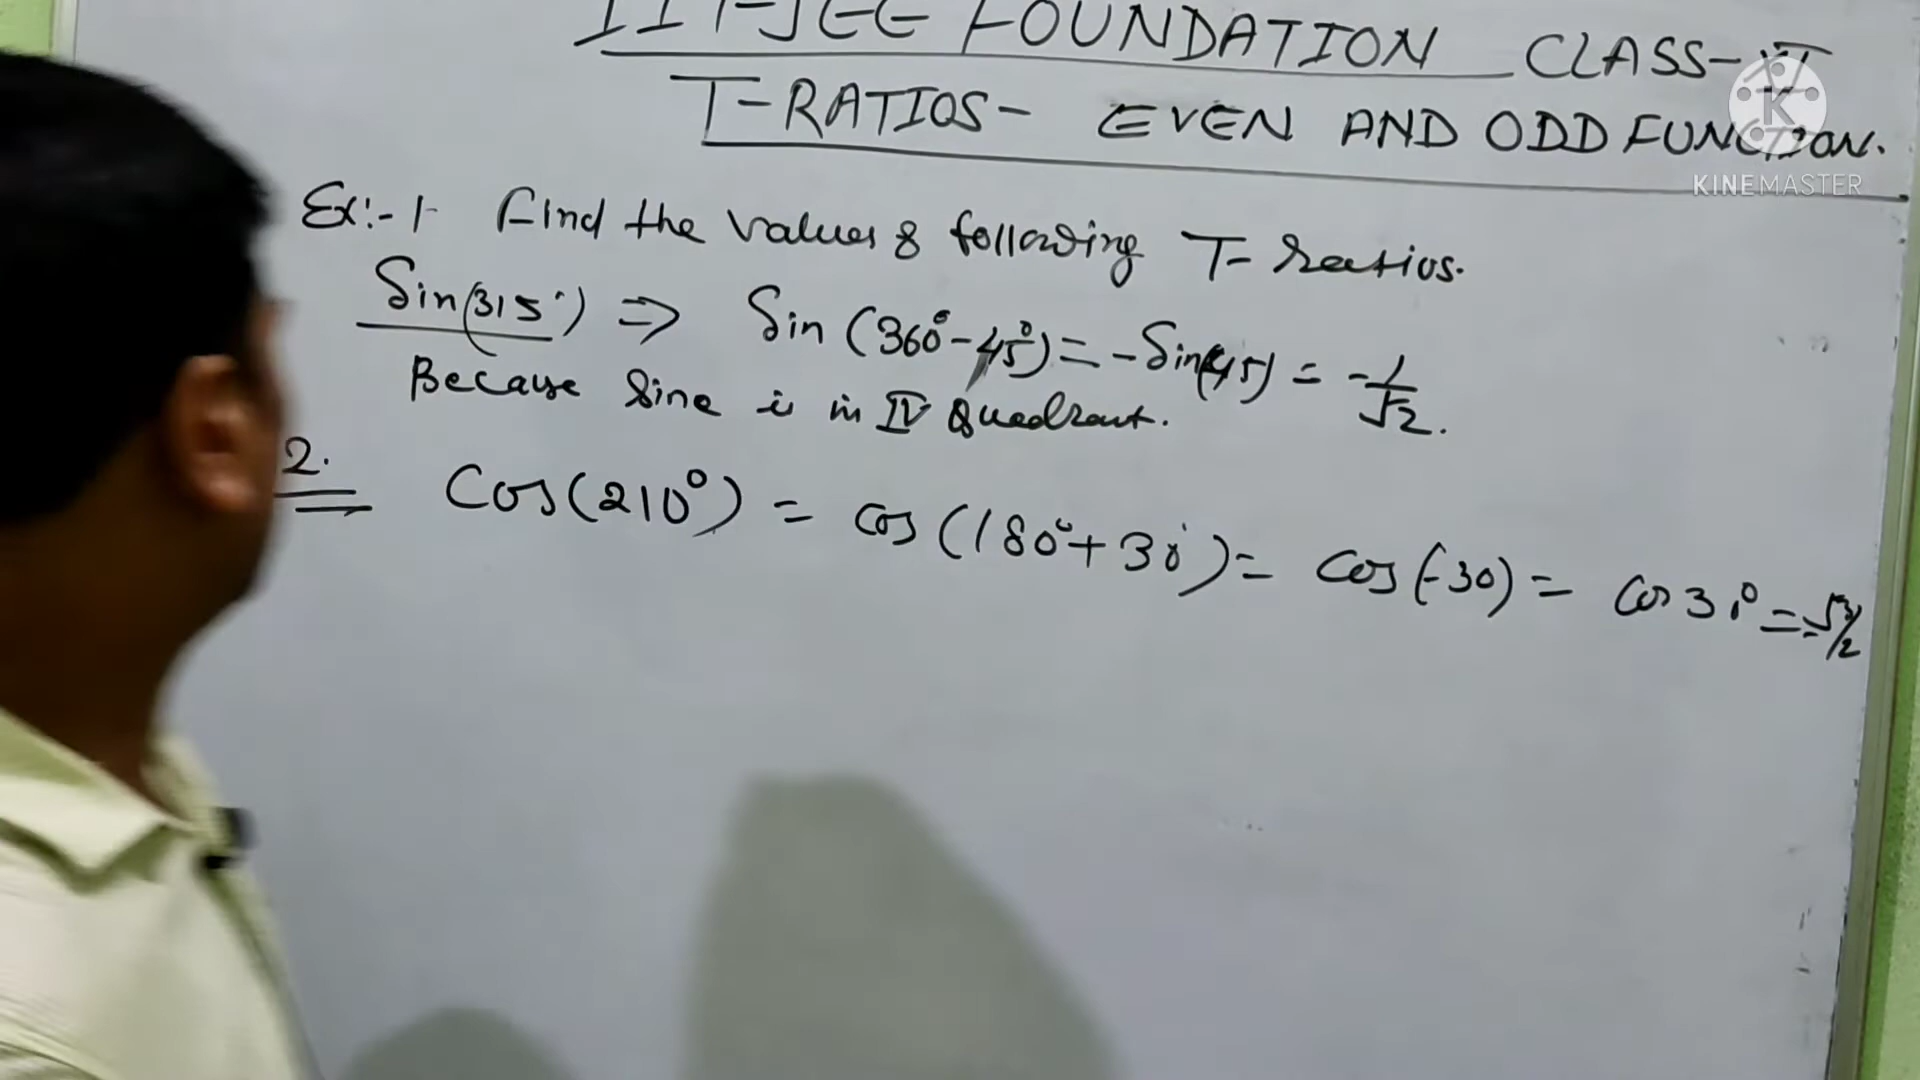 IIT-JEE FOUNDATION CLASS-XI
T-RATIOS- EVEN AND ODD FUNCTION.
KINEMASTER
Ex:-1 Find the values of following T-Ratios.
Sin(315°) ⇒ Sin(360°-45°) = -Sin(45) = -1/√2.
Because Sine is in IV Quadrant.
2. Cos(210°) = cos(180°+30°) = cos(-30) = cos 30° = -√3/2